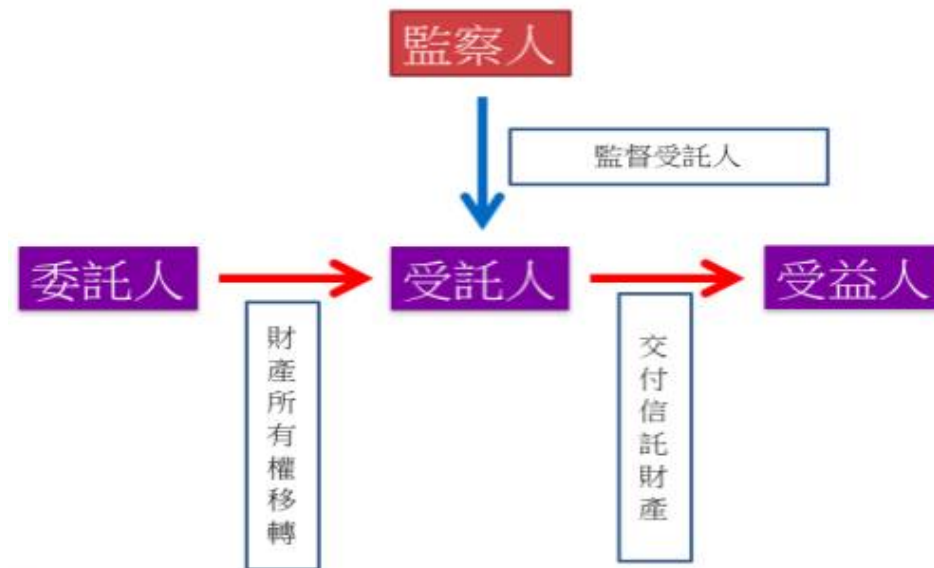 監察人
監督受託人
委託人
受託人
受益人
財產所有權移轉
交付信託財產